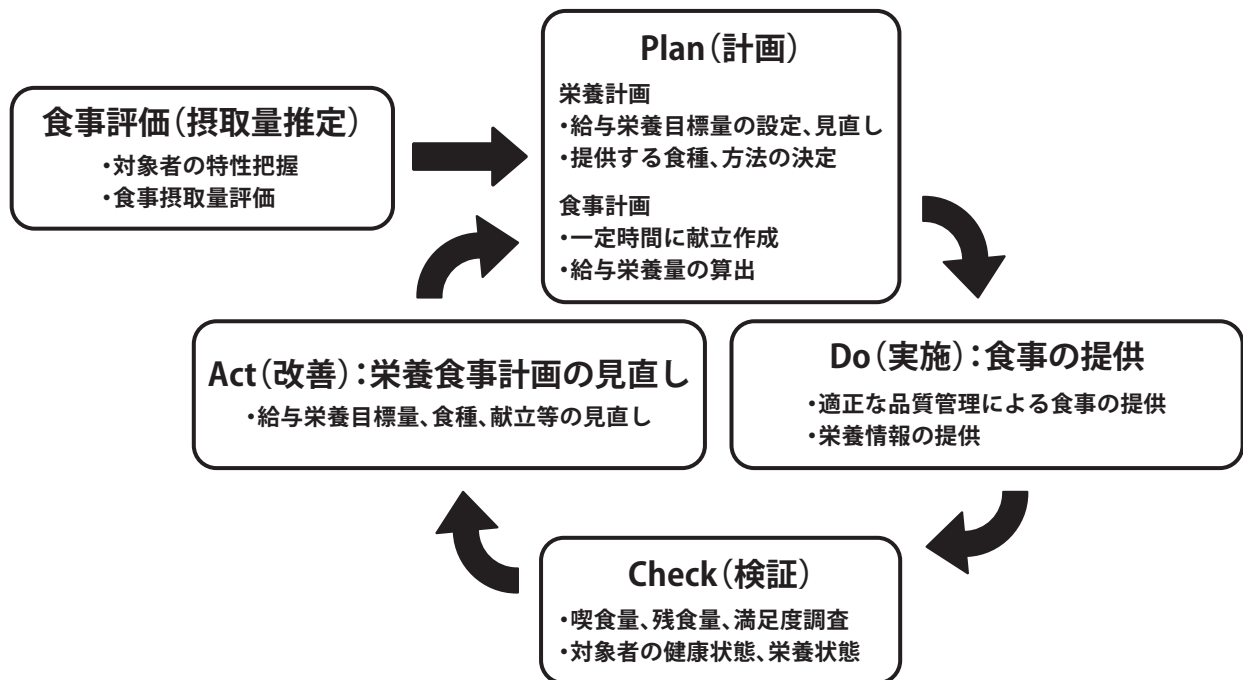 食事評価(摂取量推定)
・対象者の特性把握
・食事摂取量評価
Plan(計画)
栄養計画
・給与栄養目標量の設定、見直し
・提供する食種、方法の決定
食事計画
・一定時間に献立作成
・給与栄養量の算出
Do(実施):食事の提供
・適正な品質管理による食事の提供
・栄養情報の提供
Check(検証)
・喫食量、残食量、満足度調査
・対象者の健康状態、栄養状態
Act(改善):栄養食事計画の見直し
・給与栄養目標量、食種、献立等の見直し